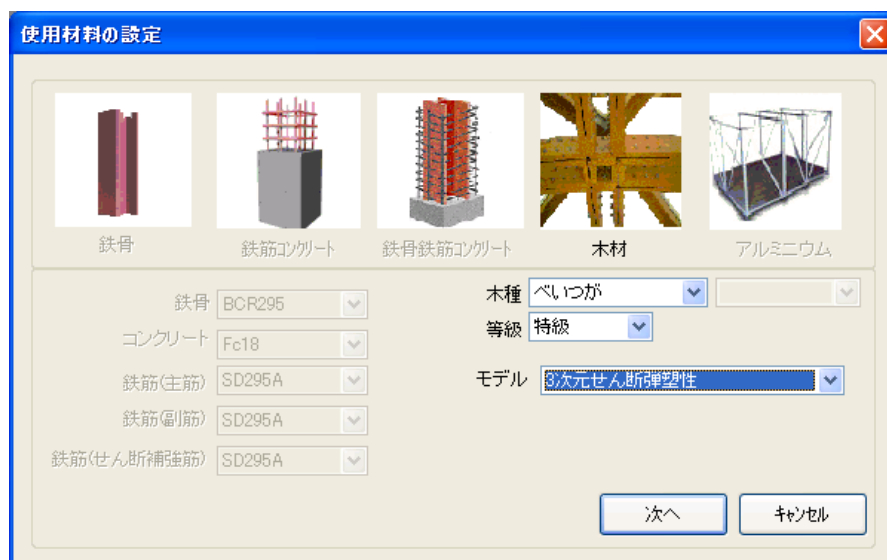 使用材料の設定
鉄骨
鉄筋コンクリート
鉄骨鉄筋コンクリート
木材
アルミニウム
鉄骨 BCR295
コンクリート Fc18
鉄筋(主筋) SD295A
鉄筋(副筋) SD295A
鉄筋(せん断補強筋) SD295A
木種 べいつが
等級 特級
モデル 3次元せん断弾塑性
次へ
キャンセル